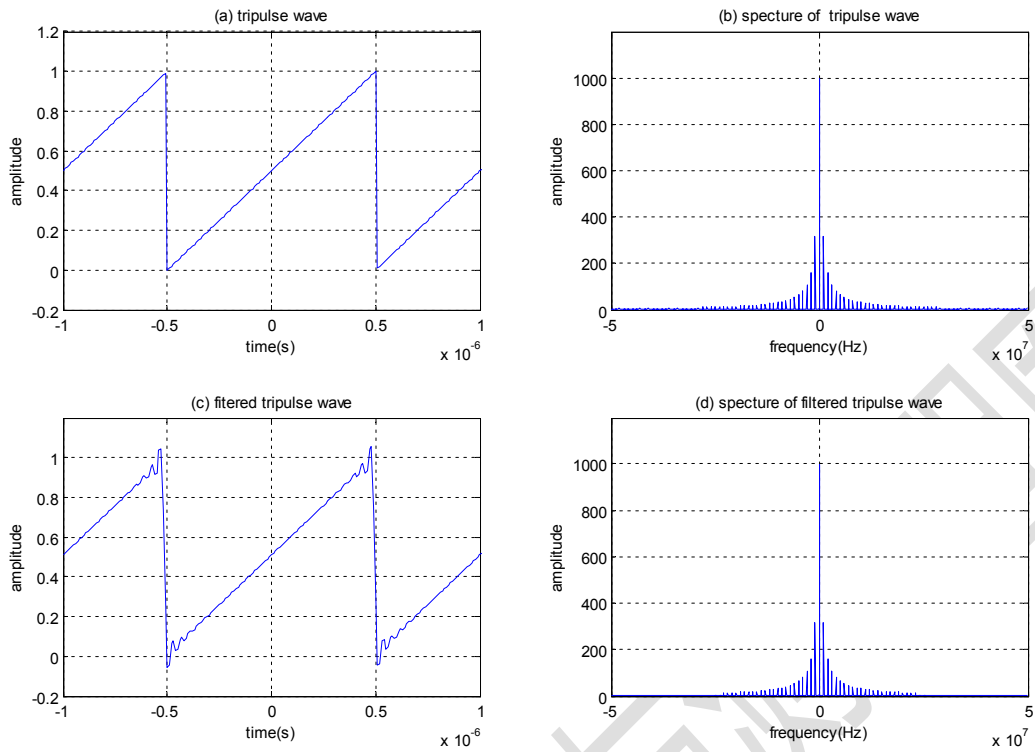 (a) tripulse wave
1.2
1
0.8
0.6
0.4
0.2
0
-0.2
amplitude
-1 -0.5 0 0.5 1
time(s)
x 10^-6
(b) specture of tripulse wave
1000
800
600
400
200
0
amplitude
-5 0 5
frequency(Hz)
x 10^7
(c) fitered tripulse wave
1
0.8
0.6
0.4
0.2
0
-0.2
amplitude
-1 -0.5 0 0.5 1
time(s)
x 10^-6
(d) specture of filtered tripulse wave
1000
800
600
400
200
0
amplitude
-5 0 5
frequency(Hz)
x 10^7